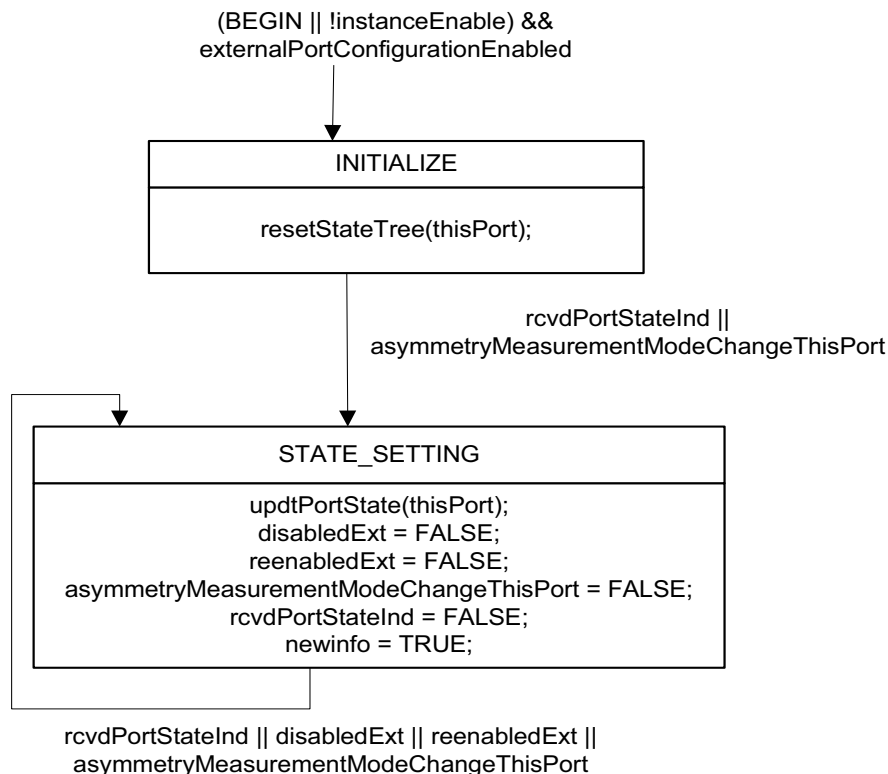 (BEGIN || !instanceEnable) &&
externalPortConfigurationEnabled
INITIALIZE
resetStateTree(thisPort);
rcvdPortStateInd ||
asymmetryMeasurementModeChangeThisPort
STATE_SETTING
updtPortState(thisPort);
disabledExt = FALSE;
reenabledExt = FALSE;
asymmetryMeasurementModeChangeThisPort = FALSE;
rcvdPortStateInd = FALSE;
newinfo = TRUE;
rcvdPortStateInd || disabledExt || reenabledExt ||
asymmetryMeasurementModeChangeThisPort